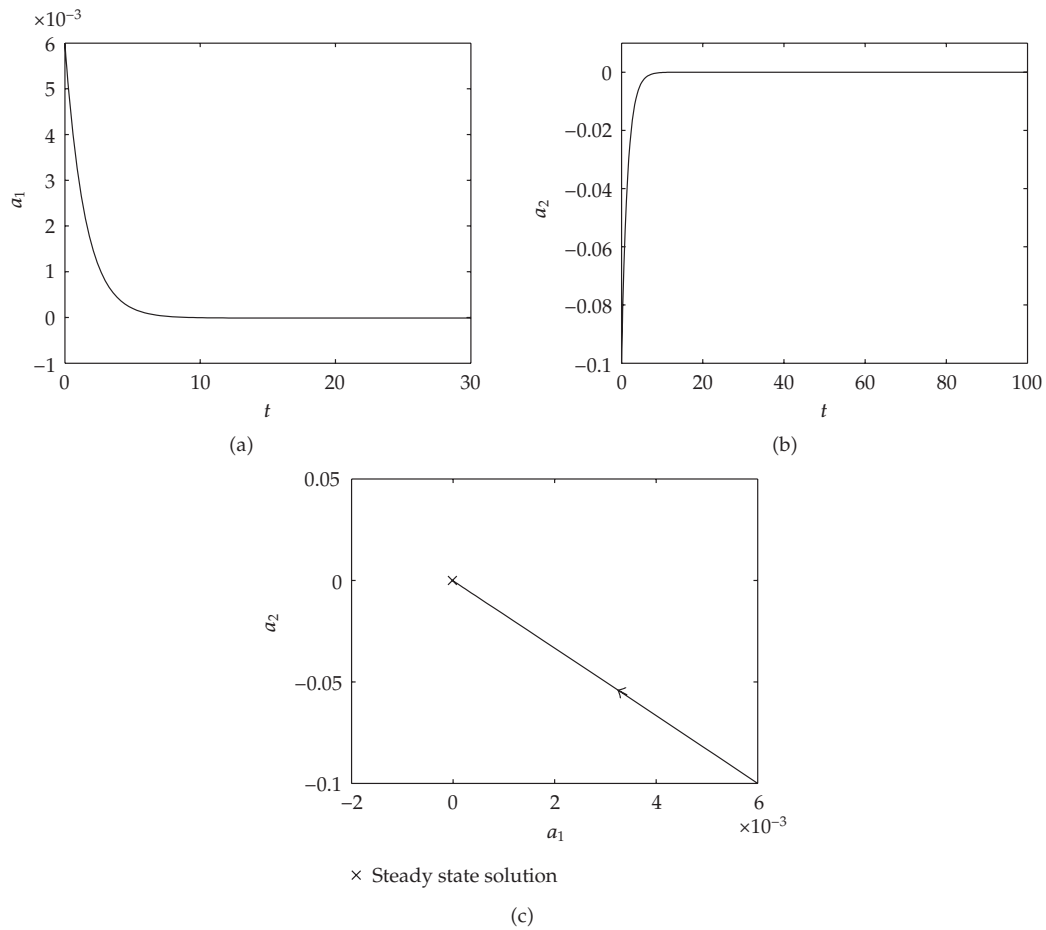 ×10⁻³
6
5
4
3
2
1
0
−1
a₁
0 10 20 30
t
(a)
0
−0.02
−0.04
−0.06
−0.08
−0.1
a₂
0 20 40 60 80 100
t
(b)
0.05
0
−0.05
−0.1
a₂
−2 0 2 4 6
×10⁻³
a₁
× Steady state solution
(c)